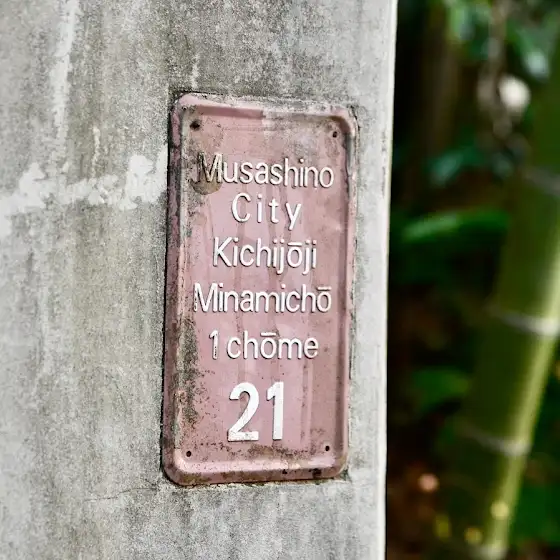 Musashino
City
Kichijōji
Minamichō
1 chōme
21